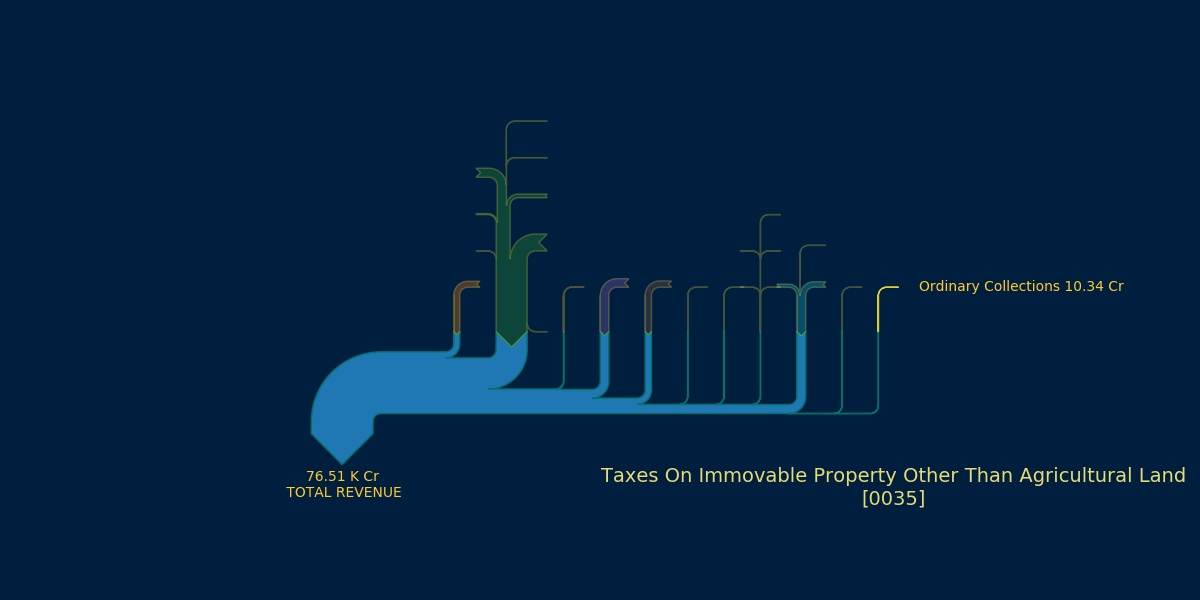 Ordinary Collections 10.34 Cr
76.51 K Cr
TOTAL REVENUE
Taxes On Immovable Property Other Than Agricultural Land
[0035]